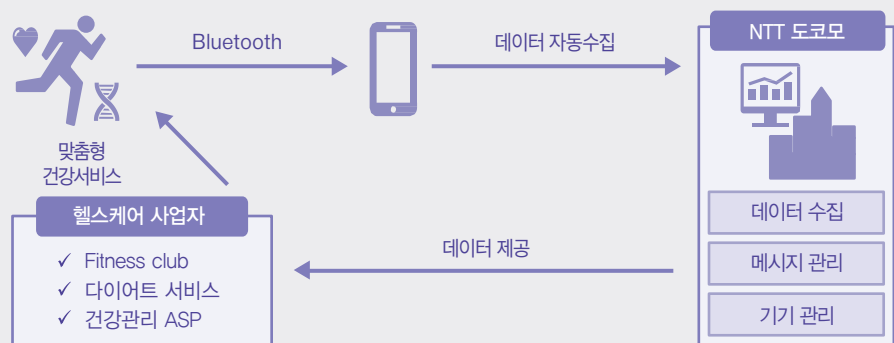 Bluetooth
데이터 자동수집
NTT 도코모
맞춤형
건강서비스
헬스케어 사업자
✓ Fitness club
✓ 다이어트 서비스
✓ 건강관리 ASP
데이터 제공
데이터 수집
메시지 관리
기기 관리